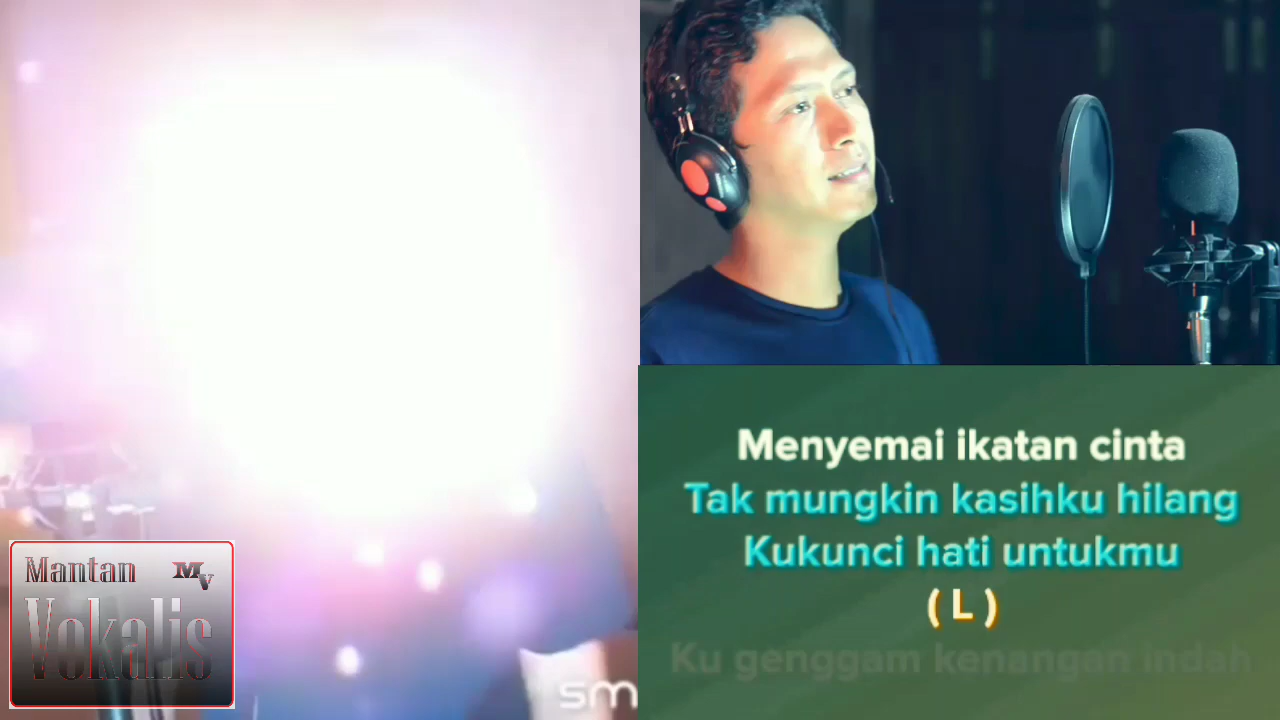 Menyemai ikatan cinta
Tak mungkin kasihku hilang
Kukunci hati untukmu
( L )
Ku genggam kenangan indah
Mantan MV
Vokalis
sm